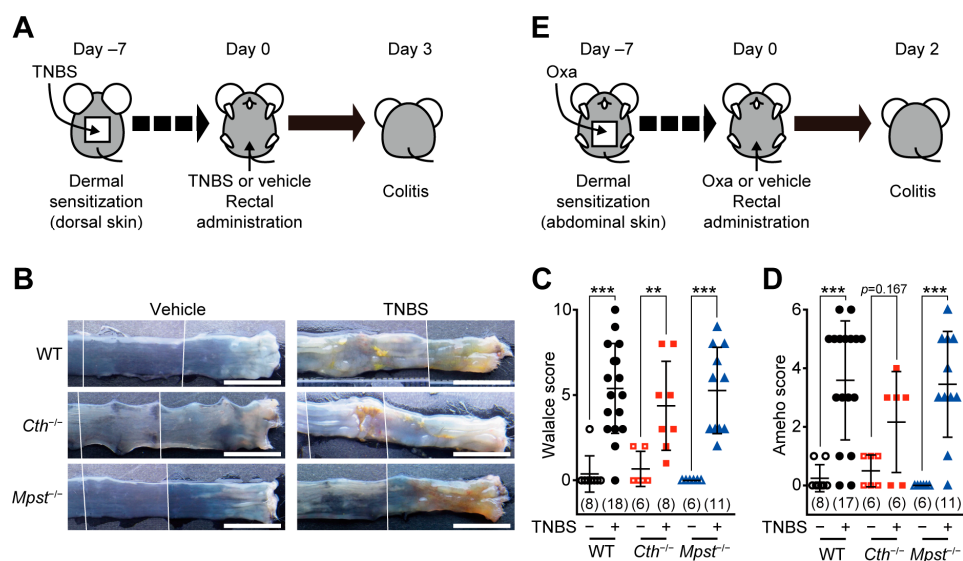 A
Day –7
Day 0
Day 3
TNBS
Dermal
sensitization
(dorsal skin)
TNBS or vehicle
Rectal
administration
Colitis
E
Day –7
Day 0
Day 2
Oxa
Dermal
sensitization
(abdominal skin)
Oxa or vehicle
Rectal
administration
Colitis
B
Vehicle
TNBS
WT
Cth–/–
Mpst–/–
C
***
**
***
Walalce score
10
5
0
(8) (18) (6) (8) (6) (11)
TNBS – + – + – +
WT Cth–/– Mpst–/–
D
***
p=0.167
***
Ameho score
6
4
2
0
(8) (17) (6) (6) (6) (11)
TNBS – + – + – +
WT Cth–/– Mpst–/–